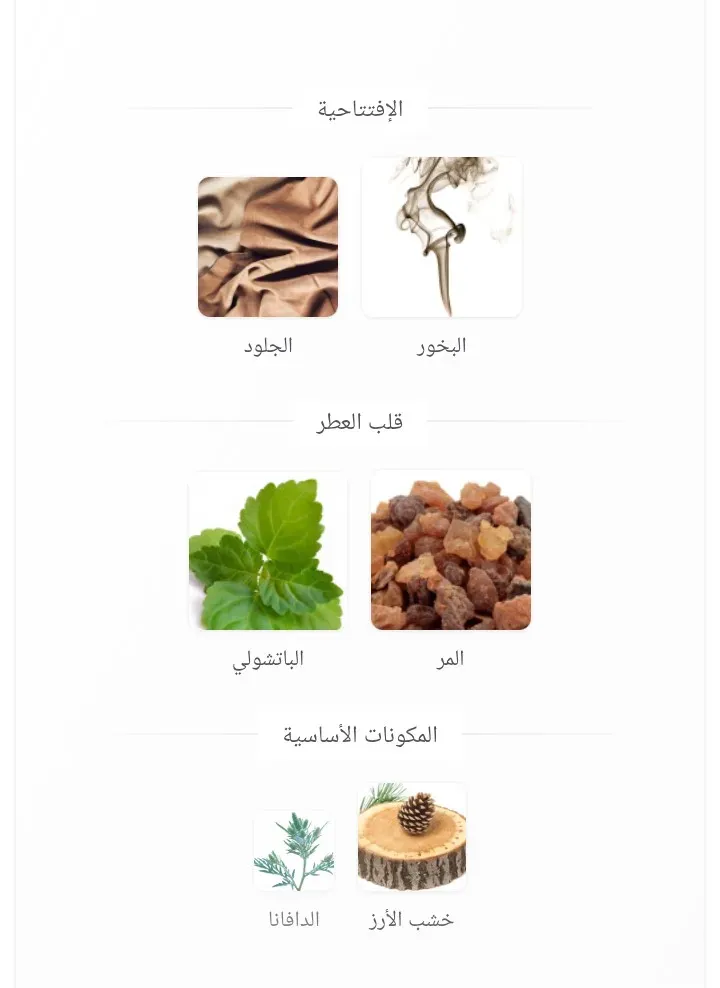 الإفتتاحية
البخور
الجلود
قلب العطر
المر
الباتشولي
المكونات الأساسية
خشب الأرز
الدافانا